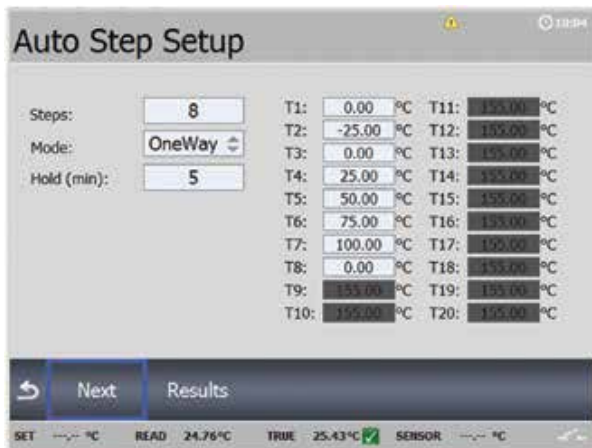 10:04
Auto Step Setup
Steps: 8
Mode: OneWay
Hold (min): 5
T1: 0.00 °C T11: 155.00 °C
T2: -25.00 °C T12: 155.00 °C
T3: 0.00 °C T13: 155.00 °C
T4: 25.00 °C T14: 155.00 °C
T5: 50.00 °C T15: 155.00 °C
T6: 75.00 °C T16: 155.00 °C
T7: 100.00 °C T17: 155.00 °C
T8: 0.00 °C T18: 155.00 °C
T9: 155.00 °C T19: 155.00 °C
T10: 155.00 °C T20: 155.00 °C
Next Results
SET ---.-- °C READ 24.76°C TRUE 25.43°C SENSOR ---.-- °C